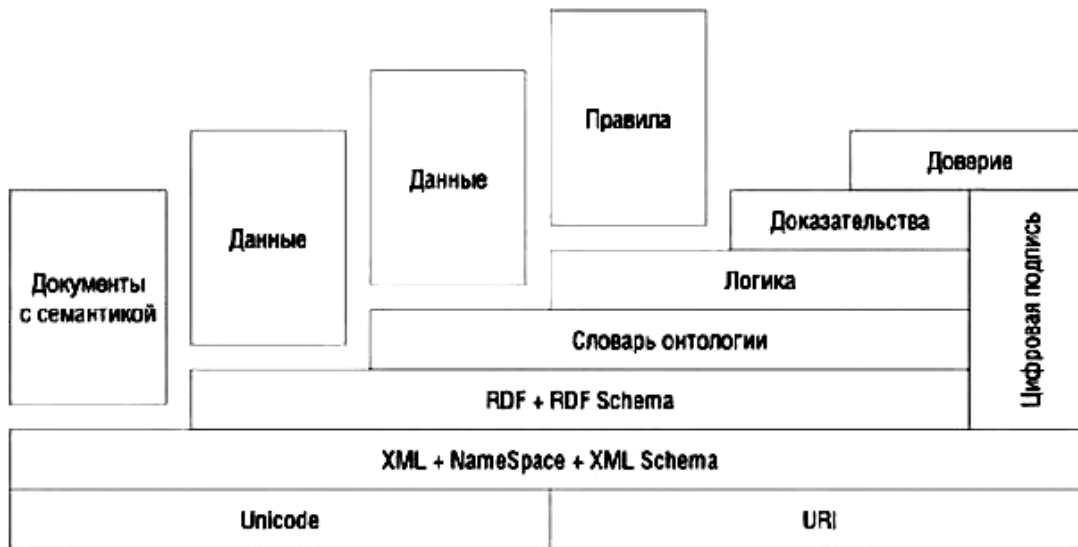 Правила
Доверие
Данные
Доказательства
Данные
Логика
Документы
с семантикой
Цифровая подпись
Словарь онтологии
RDF + RDF Schema
XML + NameSpace + XML Schema
Unicode
URI